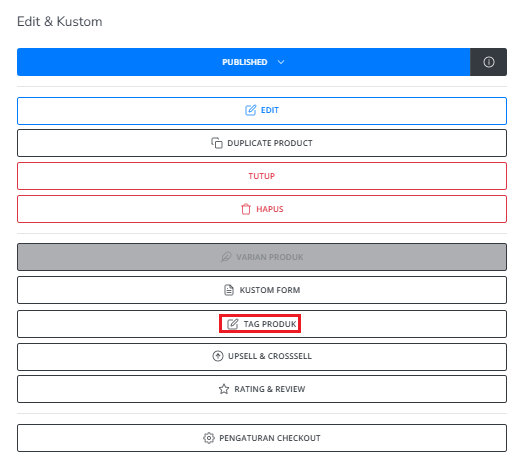 Edit & Kustom
PUBLISHED
EDIT
DUPLICATE PRODUCT
TUTUP
HAPUS
VARIAN PRODUK
KUSTOM FORM
TAG PRODUK
UPSELL & CROSSSELL
RATING & REVIEW
PENGATURAN CHECKOUT